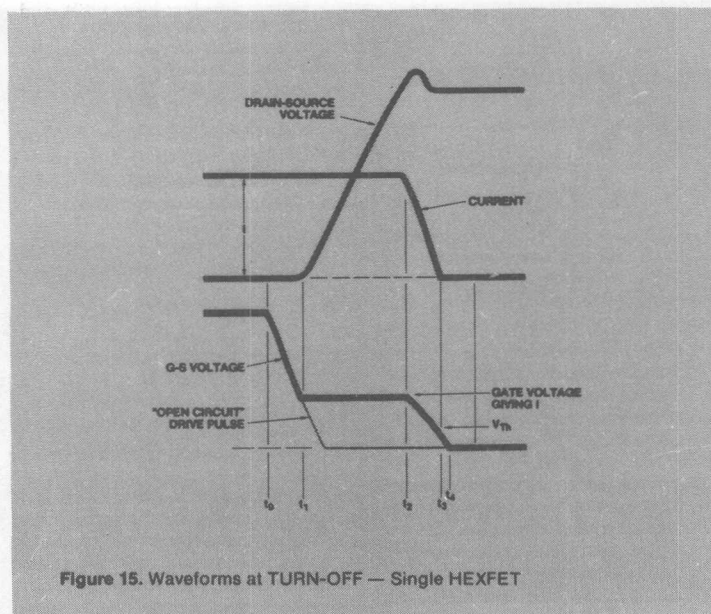 DRAIN-SOURCE
VOLTAGE
CURRENT
I
G-S VOLTAGE
GATE VOLTAGE
GIVING I
"OPEN CIRCUIT"
DRIVE PULSE
VTh
t0
t1
t2
t3
t4
Figure 15. Waveforms at TURN-OFF — Single HEXFET